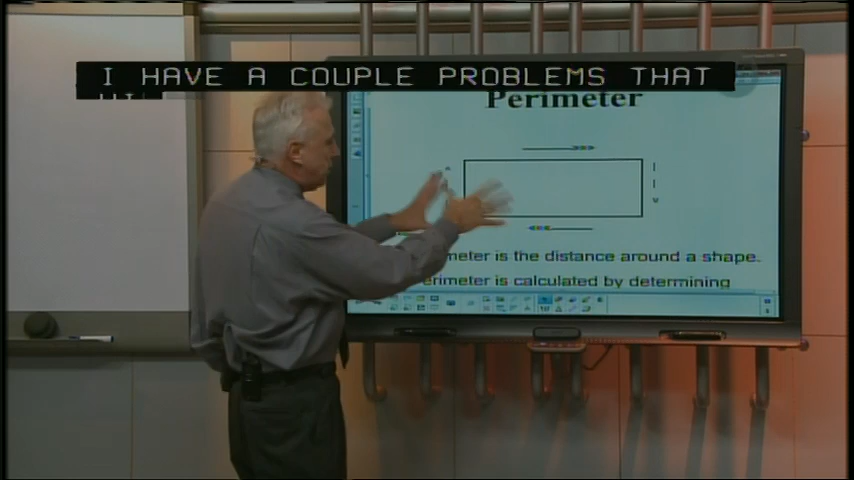 I HAVE A COUPLE PROBLEMS THAT
Perimeter
meter is the distance around a shape.
erimeter is calculated by determining